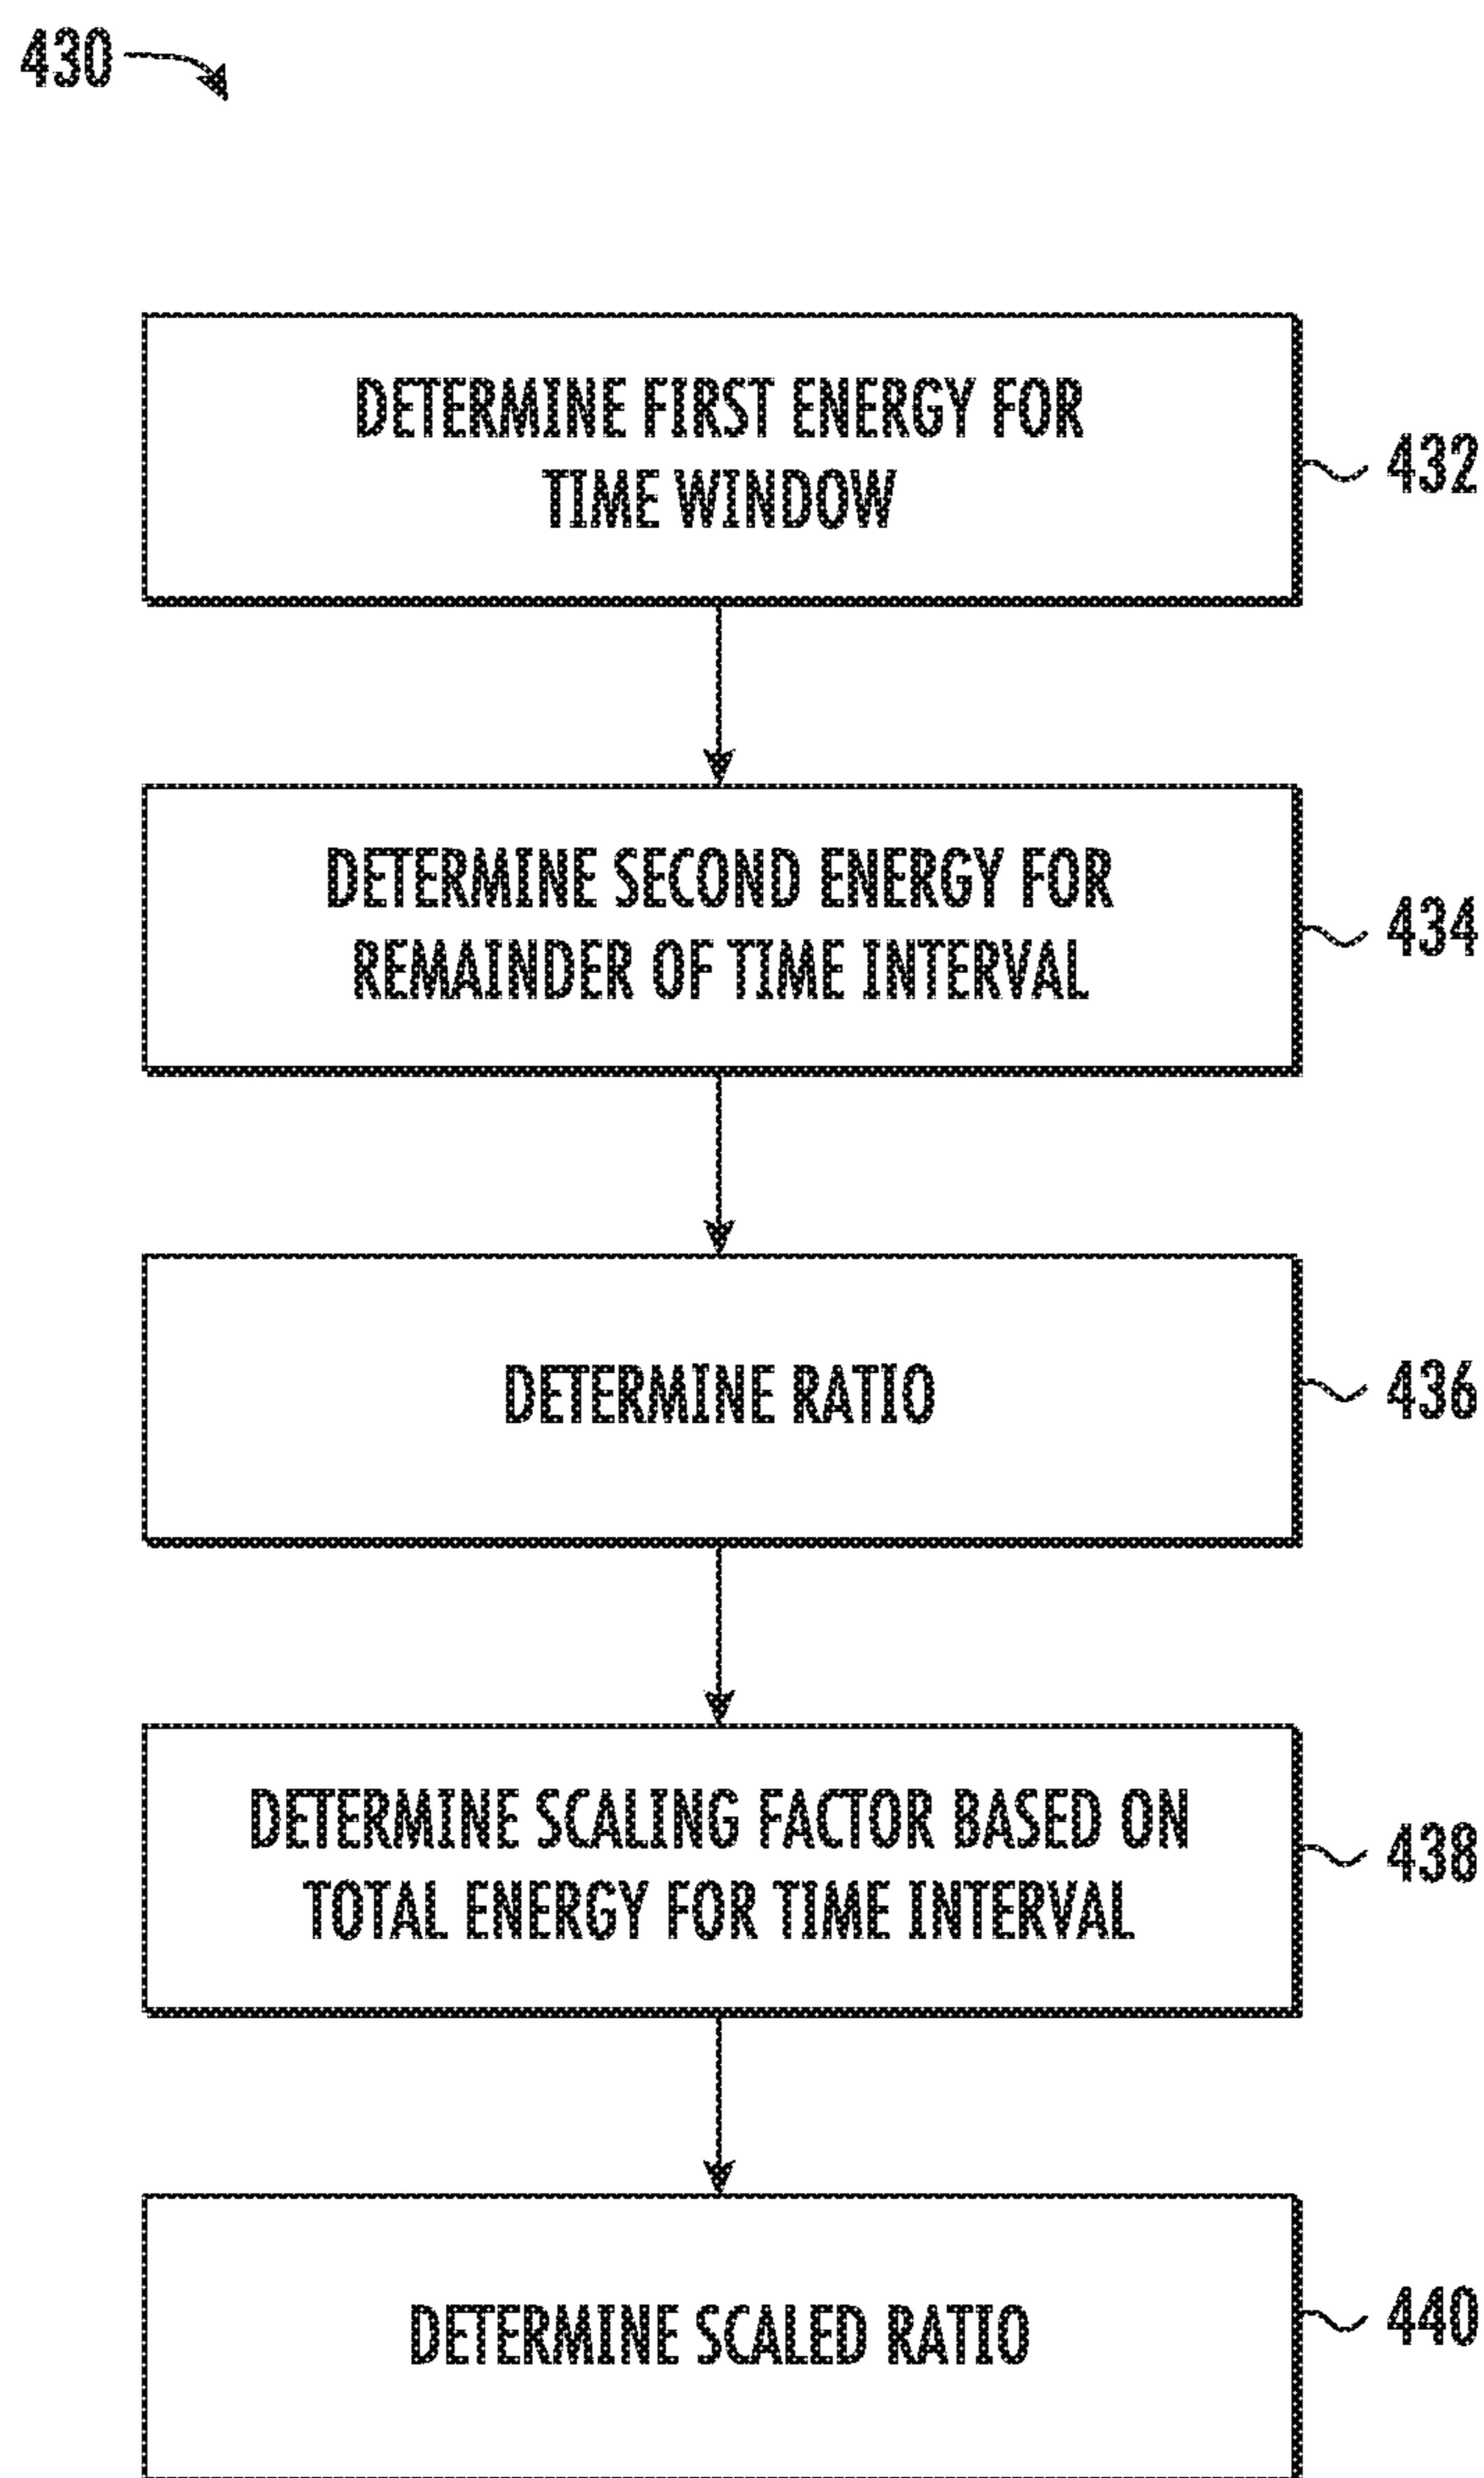 430
DETERMINE FIRST ENERGY FOR
TIME WINDOW
432
DETERMINE SECOND ENERGY FOR
REMAINDER OF TIME INTERVAL
434
DETERMINE RATIO
436
DETERMINE SCALING FACTOR BASED ON
TOTAL ENERGY FOR TIME INTERVAL
438
DETERMINE SCALED RATIO
440